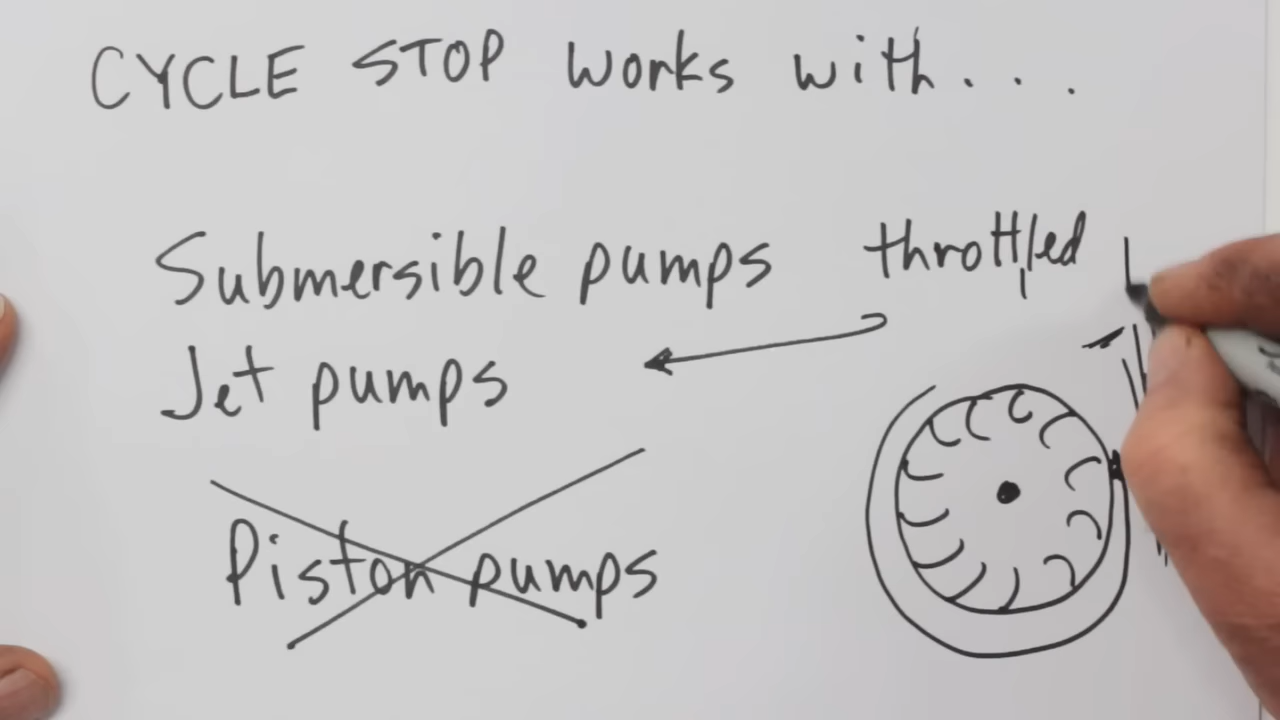 CYCLE STOP works with...
Submersible pumps throttled
Jet pumps
Piston pumps